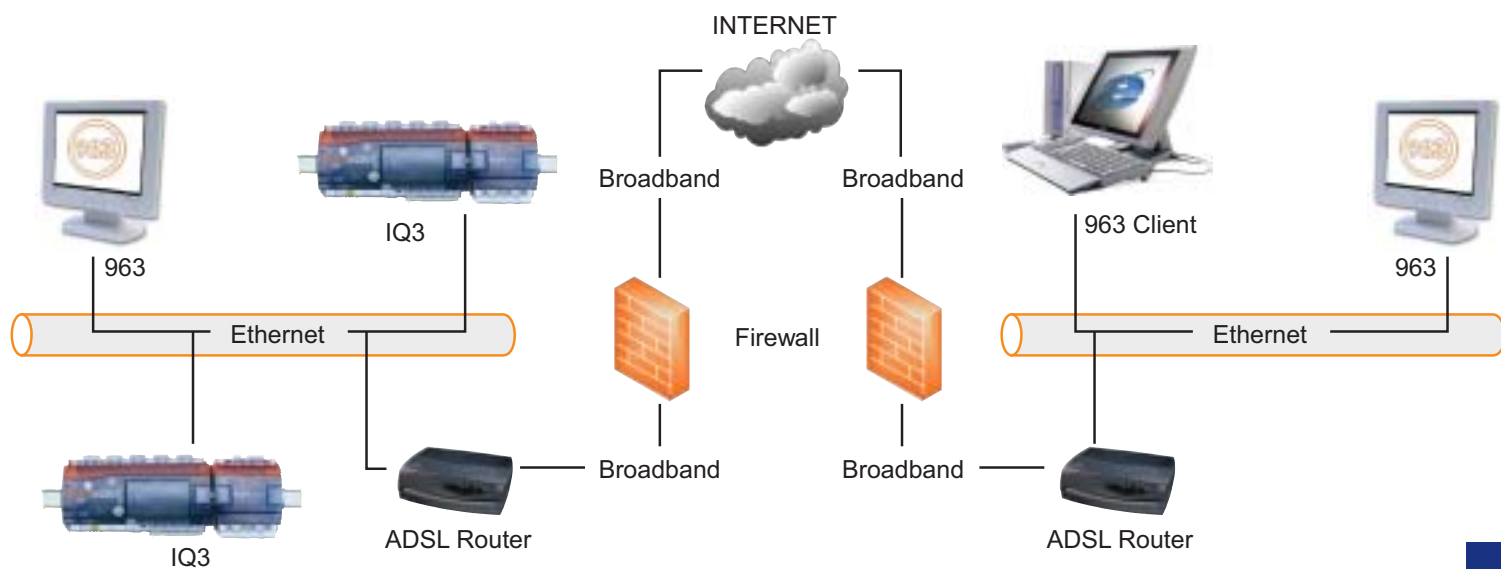 INTERNET
Broadband
Broadband
IQ3
963 Client
963
963
Ethernet
Firewall
Ethernet
Broadband
Broadband
ADSL Router
ADSL Router
IQ3